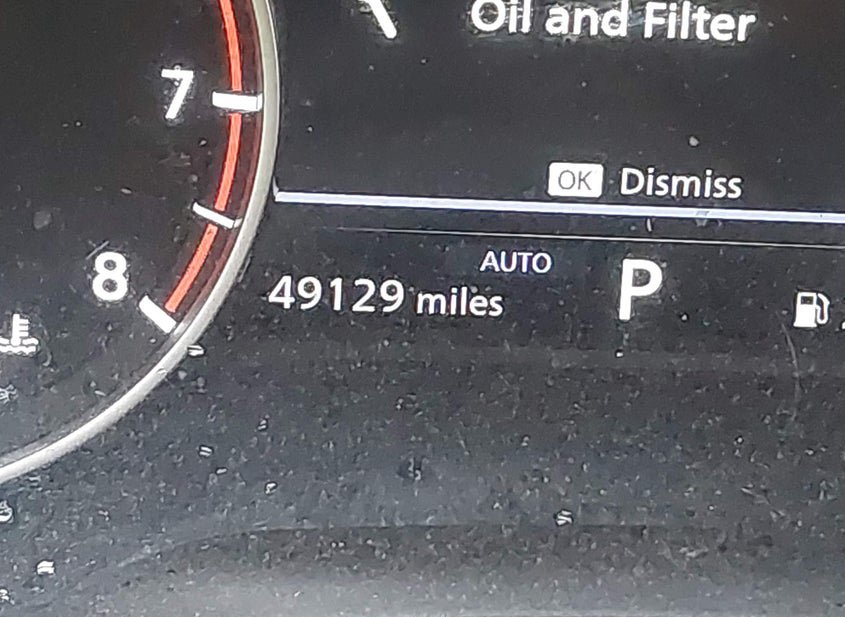 Oil and Filter
7
OK Dismiss
8
AUTO
49129 miles
P